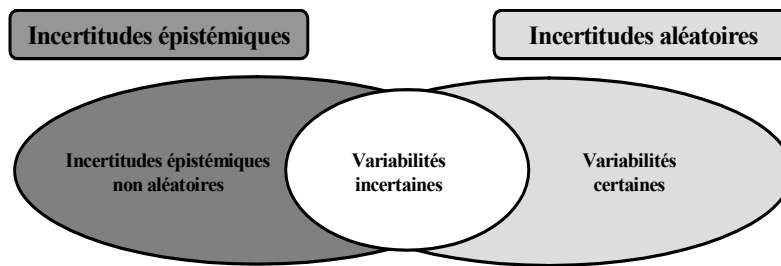 Incertitudes épistémiques
Incertitudes aléatoires
Incertitudes épistémiques
non aléatoires
Variabilités
incertaines
Variabilités
certaines